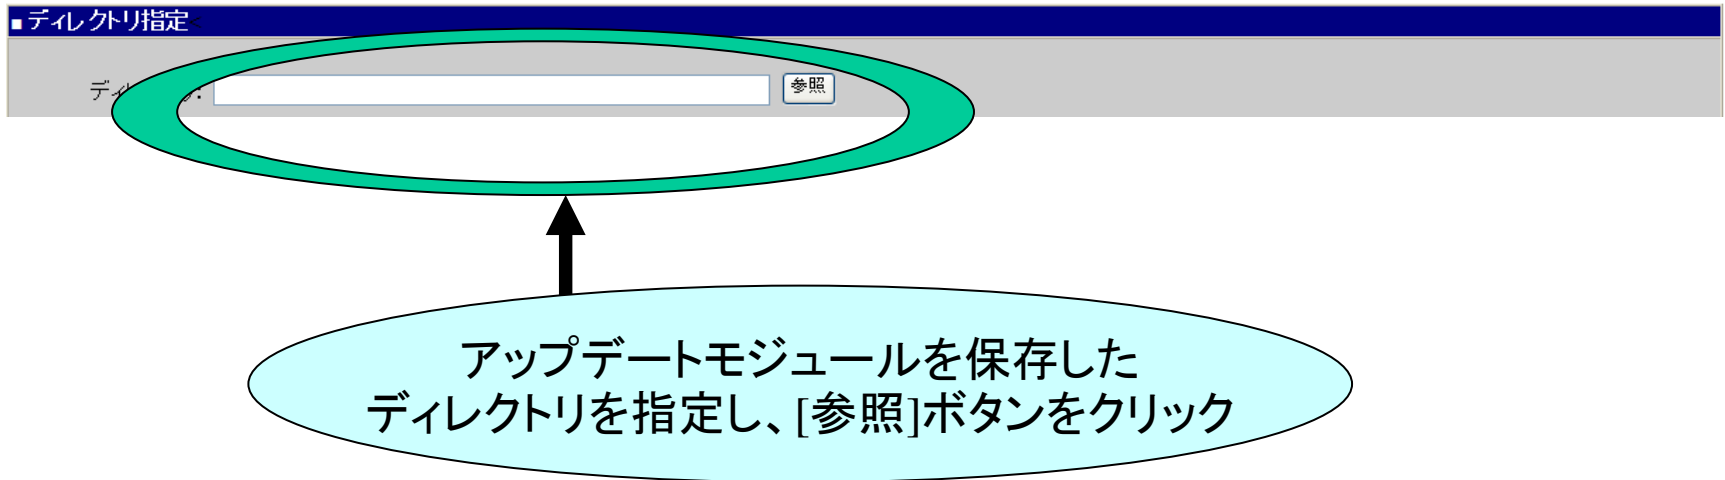 ■ディレクトリ指定<
参照
アップデートモジュールを保存した
ディレクトリを指定し、[参照]ボタンをクリック